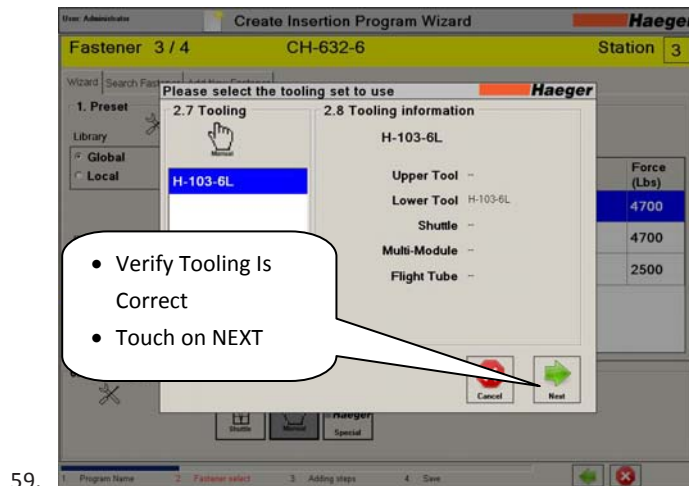 User: Administrator
Create Insertion Program Wizard
Haeger
Fastener 3 / 4
CH-632-6
Station 3
Wizard
Search
1. Preset
Library
Global
Local
Please select the tooling set to use
Haeger
2.7 Tooling
Manual
H-103-6L
2.8 Tooling information
H-103-6L
Upper Tool --
Lower Tool H-103-6L
Shuttle --
Multi-Module --
Flight Tube --
Force
(Lbs)
4700
4700
2500
• Verify Tooling Is
Correct
• Touch on NEXT
Cancel
Next
Shuttle
Manual
Haeger
Special
59.
1 Program Name
2 Fastener select
3 Adding steps
4 Save